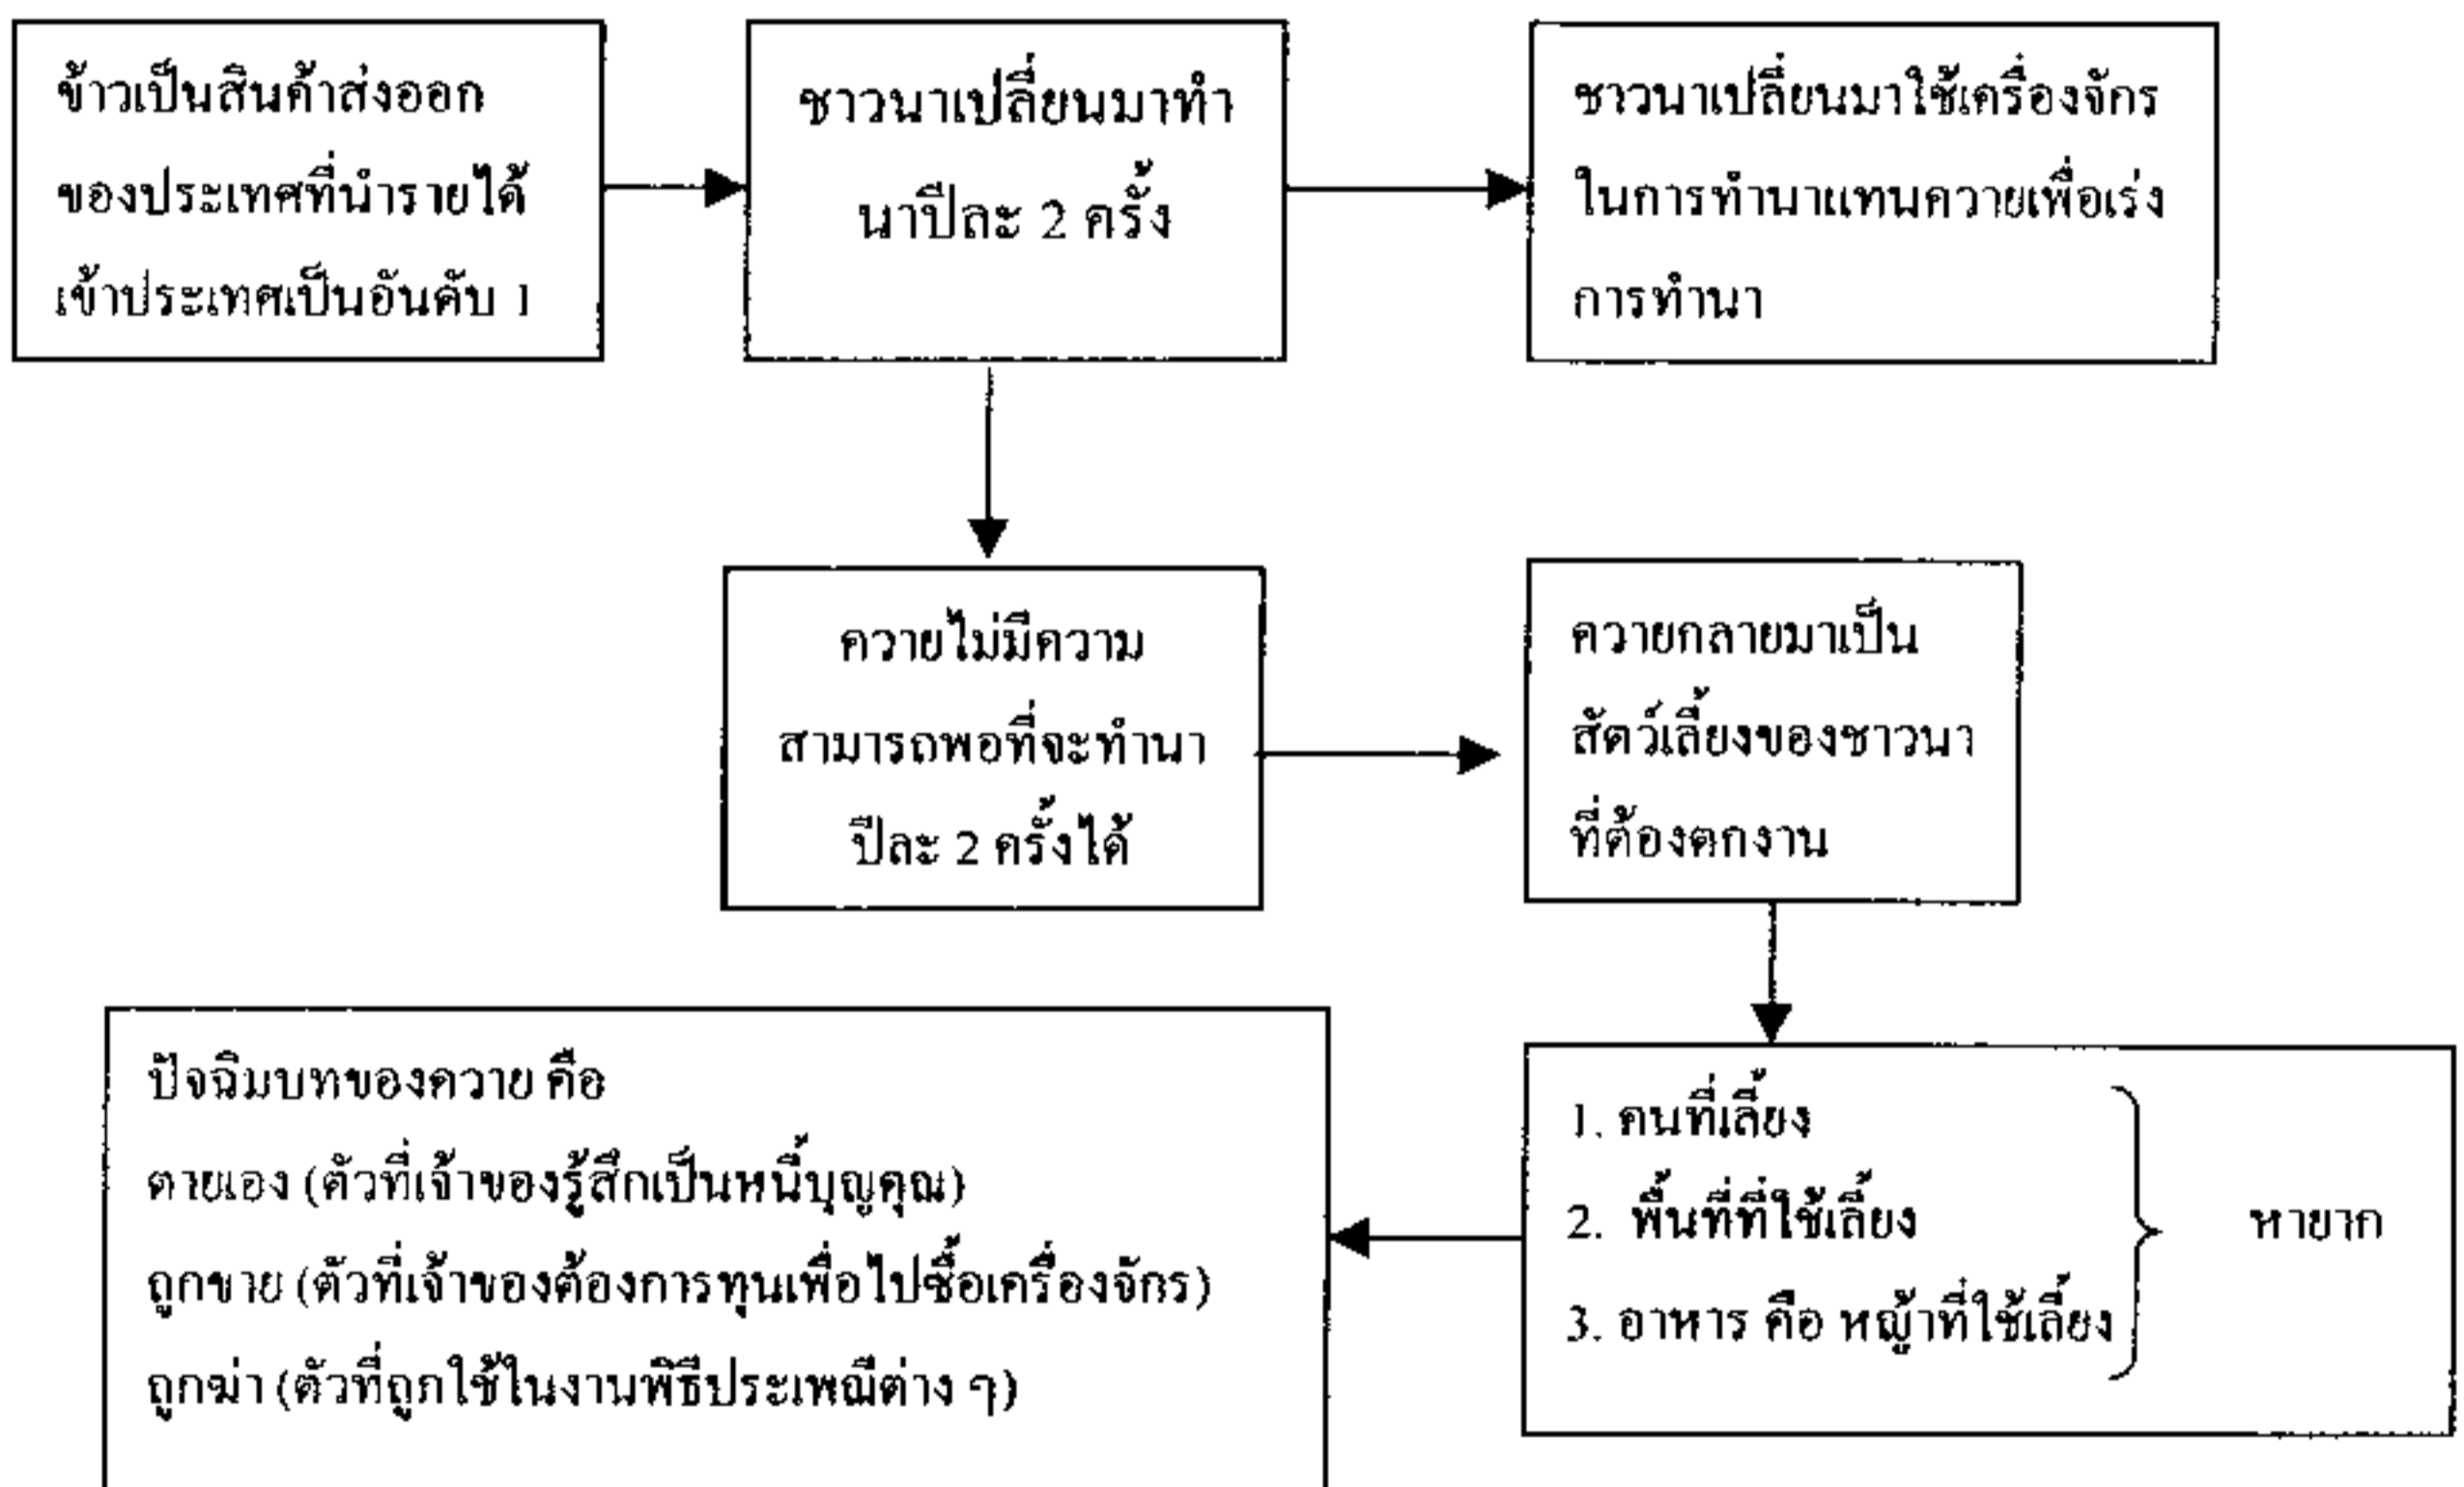 ข้าวเป็นสินค้าส่งออก
ของประเทศที่นำรายได้
เข้าประเทศเป็นอันดับ 1
ชาวนาเปลี่ยนมาทำ
นาปีละ 2 ครั้ง
ชาวนาเปลี่ยนมาใช้เครื่องจักร
ในการทำนาแทนควายเพื่อเร่ง
การทำนา
ควายไม่มีความ
สามารถพอที่จะทำนา
ปีละ 2 ครั้งได้
ควายกลายมาเป็น
สัตว์เลี้ยงของชาวนา
ที่ต้องตกงาน
1. คนที่เลี้ยง
2. พื้นที่ที่ใช้เลี้ยง
3. อาหาร คือ หญ้าที่ใช้เลี้ยง
หายาก
ปัจฉิมบทของควาย คือ
ตายเอง (ตัวที่เจ้าของรู้สึกเป็นหนี้บุญคุณ)
ถูกขาย (ตัวที่เจ้าของต้องการทุนเพื่อไปซื้อเครื่องจักร)
ถูกฆ่า (ตัวที่ถูกใช้ในงานพิธีประเพณีต่าง ๆ)